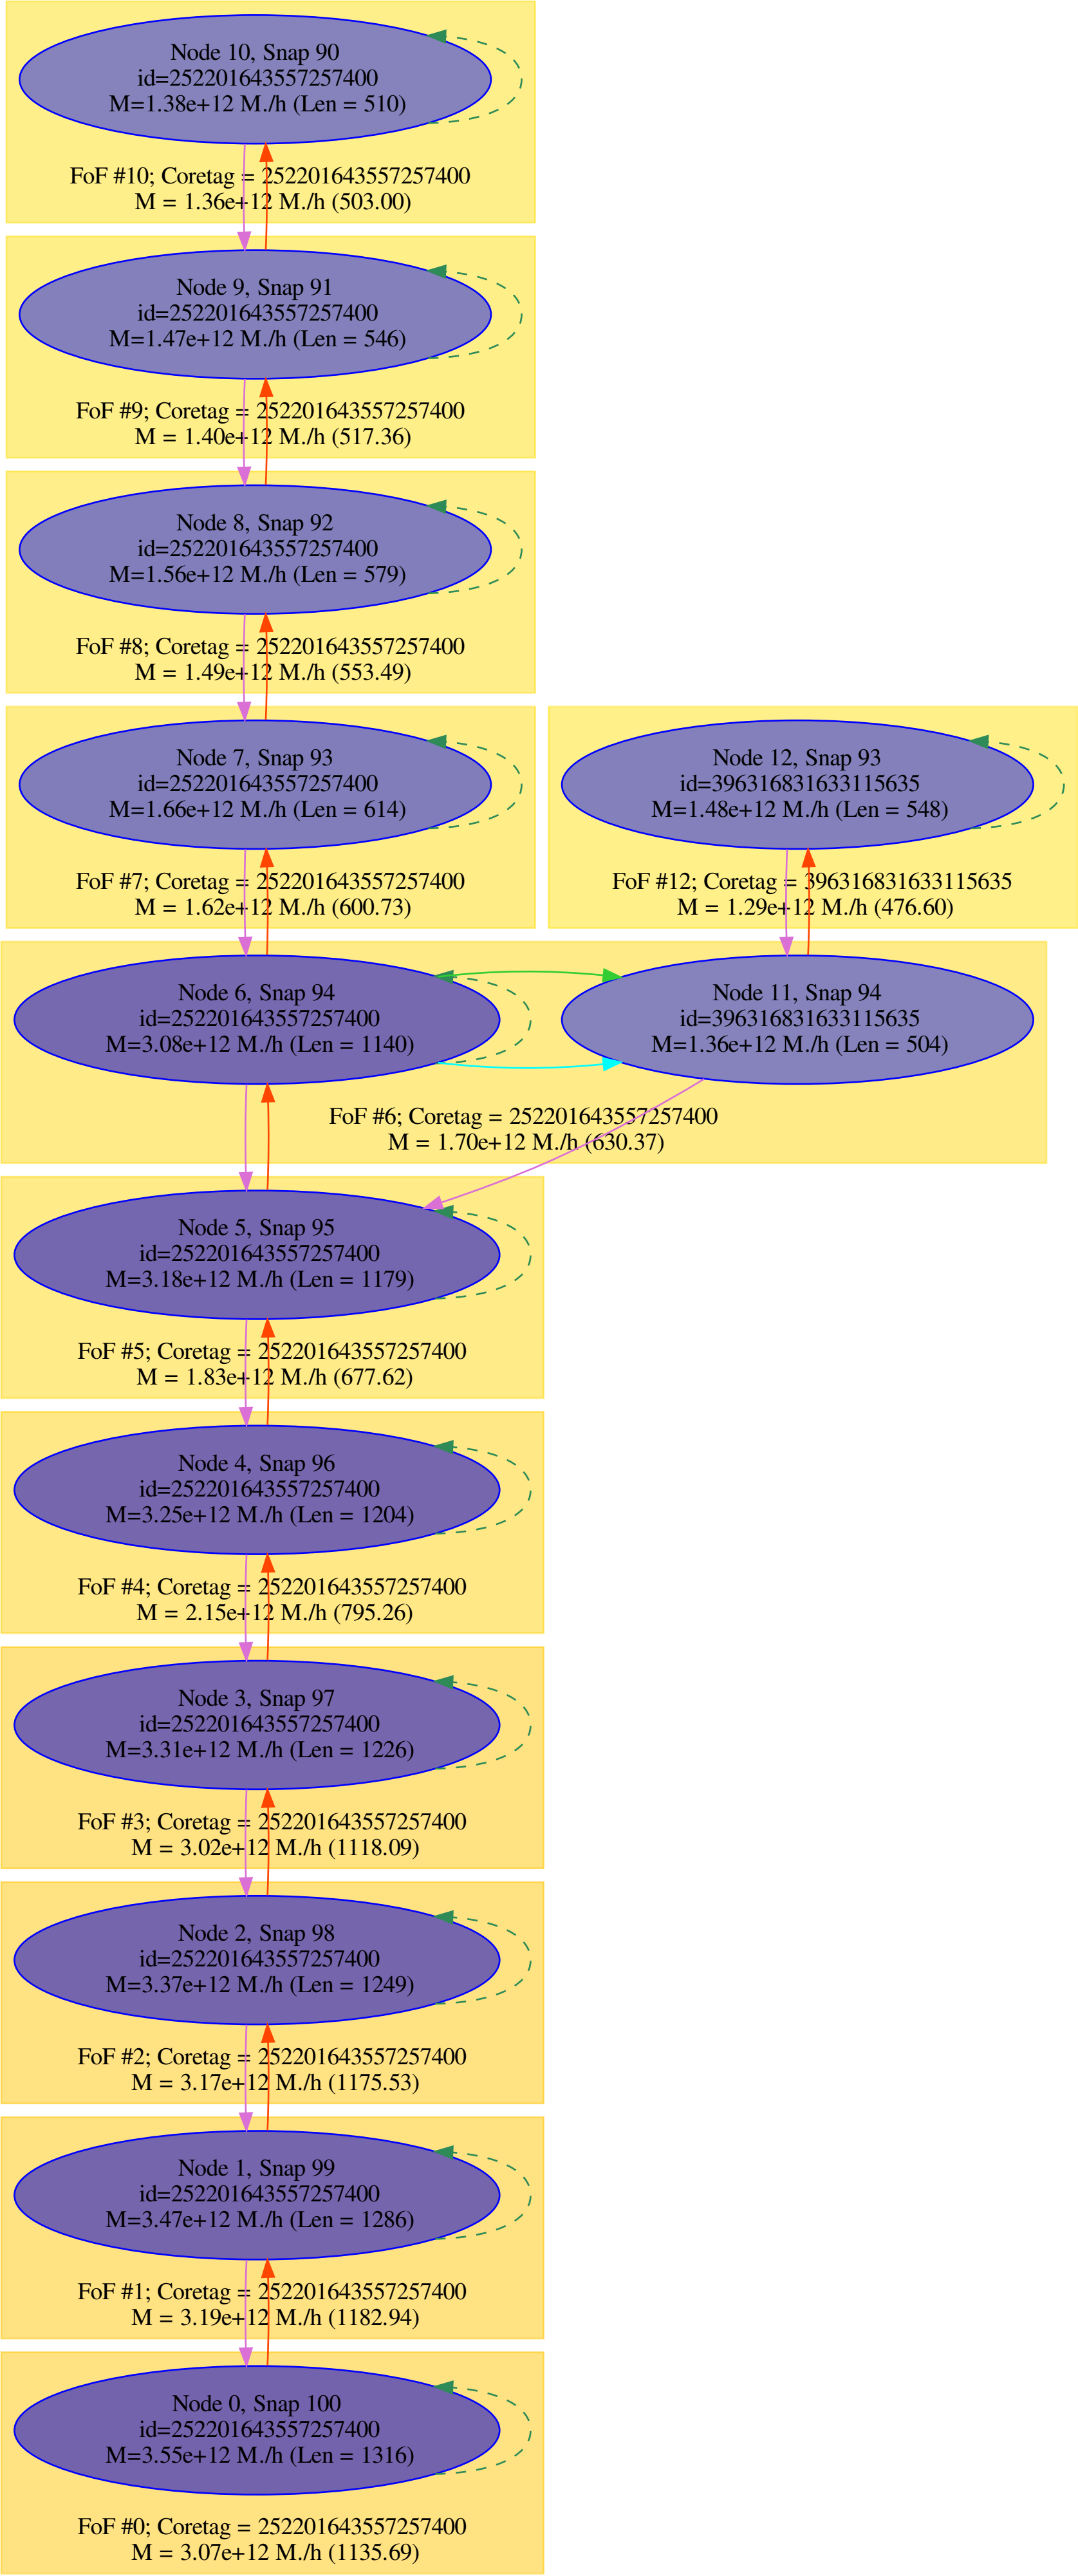 Node 10, Snap 90
id=252201643557257400
M=1.38e+12 M./h (Len = 510)
FoF #10; Coretag = 252201643557257400
M = 1.36e+12 M./h (503.00)
Node 9, Snap 91
id=252201643557257400
M=1.47e+12 M./h (Len = 546)
FoF #9; Coretag = 252201643557257400
M = 1.40e+12 M./h (517.36)
Node 8, Snap 92
id=252201643557257400
M=1.56e+12 M./h (Len = 579)
FoF #8; Coretag = 252201643557257400
M = 1.49e+12 M./h (553.49)
Node 7, Snap 93
id=252201643557257400
M=1.66e+12 M./h (Len = 614)
FoF #7; Coretag = 252201643557257400
M = 1.62e+12 M./h (600.73)
Node 12, Snap 93
id=396316831633115635
M=1.48e+12 M./h (Len = 548)
FoF #12; Coretag = 396316831633115635
M = 1.29e+12 M./h (476.60)
Node 6, Snap 94
id=252201643557257400
M=3.08e+12 M./h (Len = 1140)
Node 11, Snap 94
id=396316831633115635
M=1.36e+12 M./h (Len = 504)
FoF #6; Coretag = 252201643557257400
M = 1.70e+12 M./h (630.37)
Node 5, Snap 95
id=252201643557257400
M=3.18e+12 M./h (Len = 1179)
FoF #5; Coretag = 252201643557257400
M = 1.83e+12 M./h (677.62)
Node 4, Snap 96
id=252201643557257400
M=3.25e+12 M./h (Len = 1204)
FoF #4; Coretag = 252201643557257400
M = 2.15e+12 M./h (795.26)
Node 3, Snap 97
id=252201643557257400
M=3.31e+12 M./h (Len = 1226)
FoF #3; Coretag = 252201643557257400
M = 3.02e+12 M./h (1118.09)
Node 2, Snap 98
id=252201643557257400
M=3.37e+12 M./h (Len = 1249)
FoF #2; Coretag = 252201643557257400
M = 3.17e+12 M./h (1175.53)
Node 1, Snap 99
id=252201643557257400
M=3.47e+12 M./h (Len = 1286)
FoF #1; Coretag = 252201643557257400
M = 3.19e+12 M./h (1182.94)
Node 0, Snap 100
id=252201643557257400
M=3.55e+12 M./h (Len = 1316)
FoF #0; Coretag = 252201643557257400
M = 3.07e+12 M./h (1135.69)